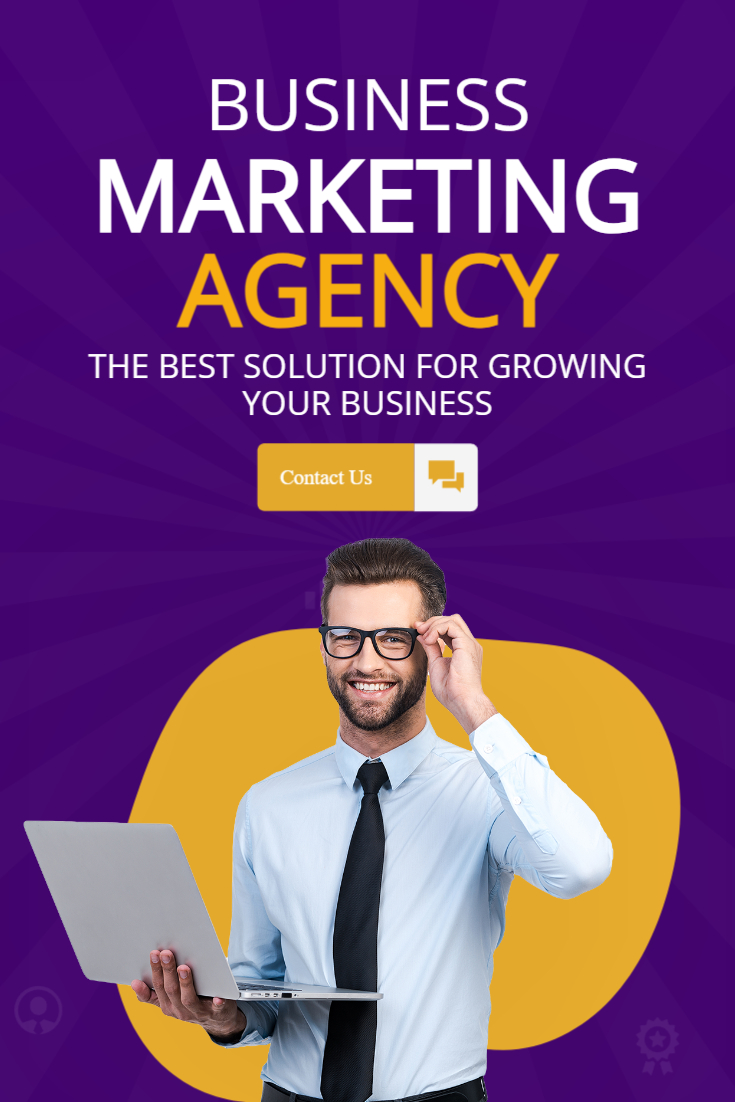 BUSINESS
MARKETING
AGENCY
THE BEST SOLUTION FOR GROWING
YOUR BUSINESS
Contact Us